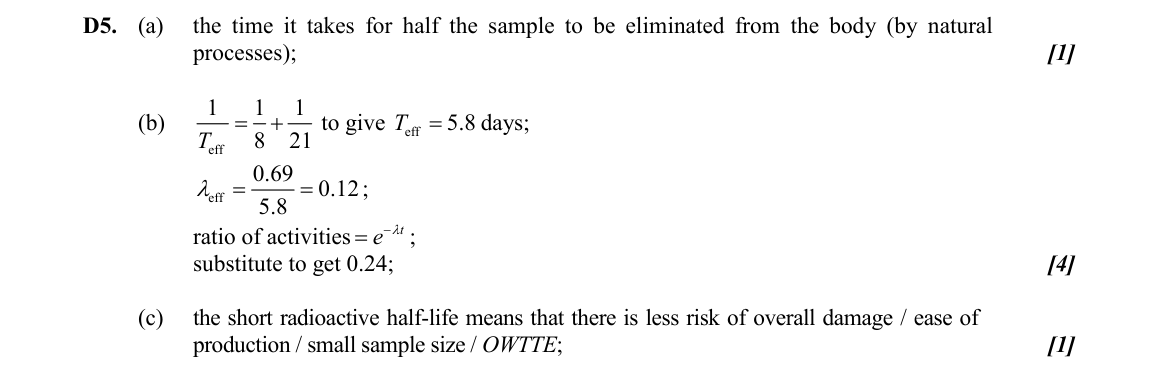 D5. (a) the time it takes for half the sample to be eliminated from the body (by natural
processes); [1]
(b) 1/T_eff = 1/8 + 1/21 to give T_eff = 5.8 days;
λ_eff = 0.69/5.8 = 0.12;
ratio of activities = e^{-λt};
substitute to get 0.24; [4]
(c) the short radioactive half-life means that there is less risk of overall damage / ease of
production / small sample size / OWTTE; [1]